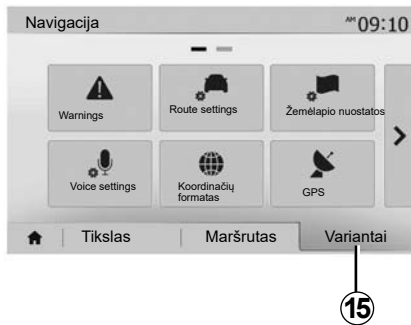 Navigacija
AM 09:10
Warnings
Route settings
Žemėlapio nuostatos
Voice settings
Koordinačių
formatas
GPS
Tikslas
Maršrutas
Variantai
15